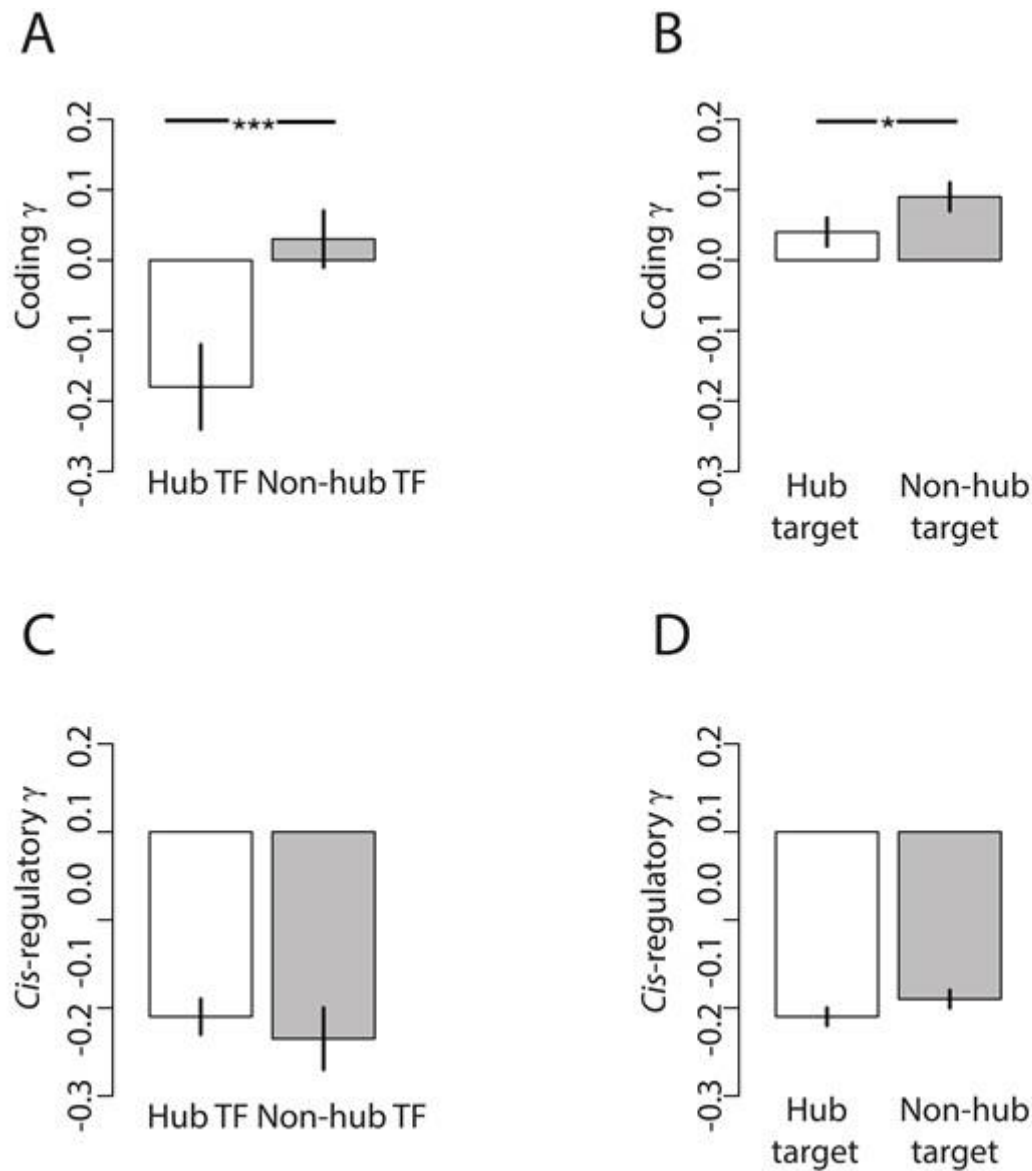 A
B
Coding γ
0.2
0.1
0.0
-0.1
-0.2
-0.3
***
Hub TF Non-hub TF
Coding γ
0.2
0.1
0.0
-0.1
-0.2
-0.3
*
Hub Non-hub
target target
C
D
Cis-regulatory γ
0.2
0.1
0.0
-0.1
-0.2
-0.3
Hub TF Non-hub TF
Cis-regulatory γ
0.2
0.1
0.0
-0.1
-0.2
-0.3
Hub Non-hub
target target